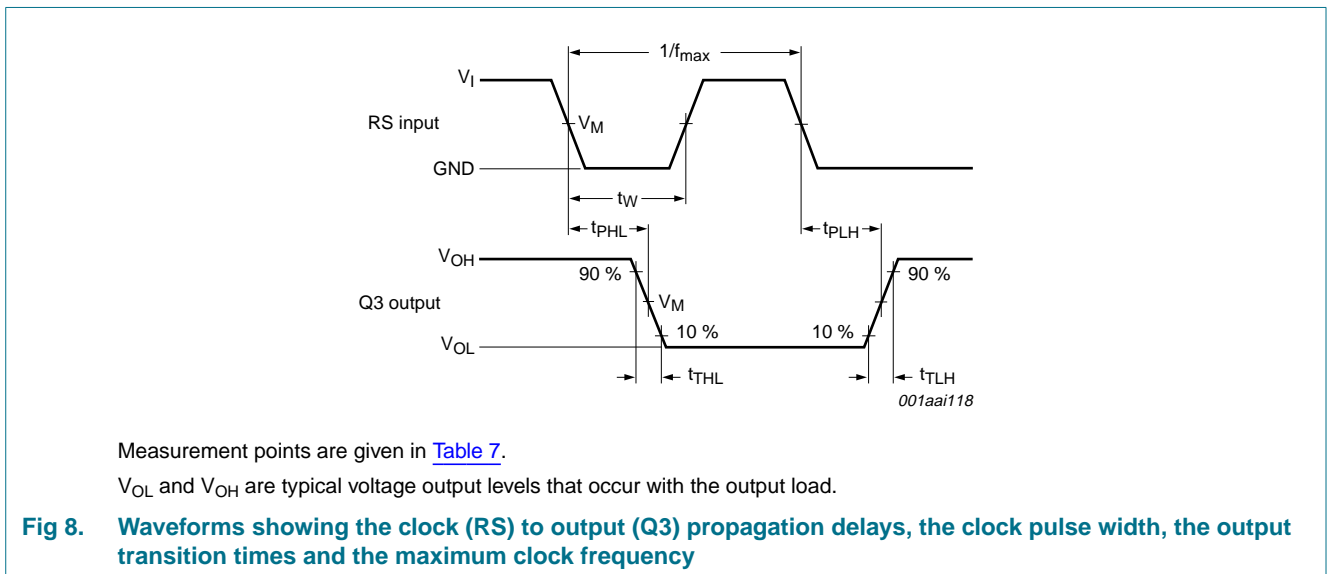 1/fmax
VI
RS input
VM
GND
tW
tPHL
tPLH
VOH
90 %
90 %
Q3 output
VM
10 %
10 %
VOL
tTHL
tTLH
001aai118
Measurement points are given in Table 7.
VOL and VOH are typical voltage output levels that occur with the output load.
Fig 8. Waveforms showing the clock (RS) to output (Q3) propagation delays, the clock pulse width, the output
transition times and the maximum clock frequency